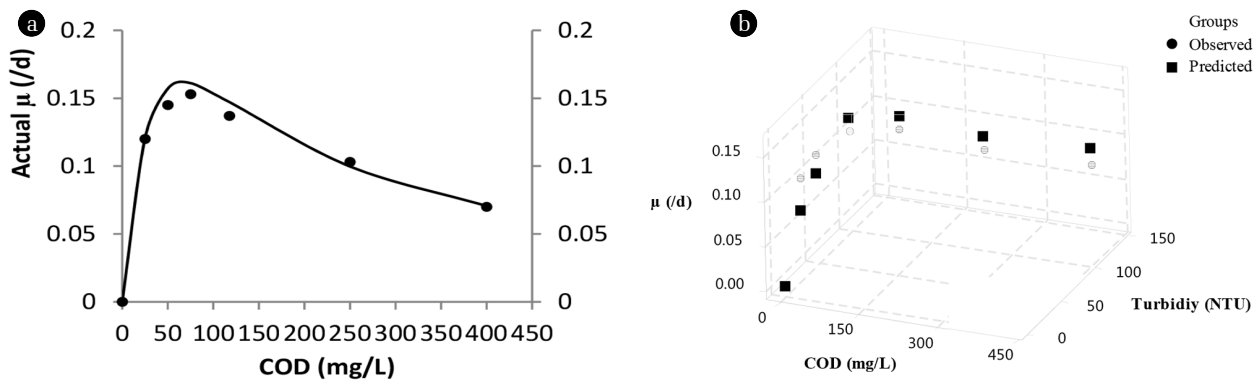 a
0.2
0.15
0.1
0.05
0
Actual μ (/d)
0.2
0.15
0.1
0.05
0
0 50 100 150 200 250 300 350 400 450
COD (mg/L)
b
Groups
Observed
Predicted
0.15
0.10
0.05
0.00
μ (/d)
0
150
300
450
COD (mg/L)
150
100
50
0
Turbidiy (NTU)